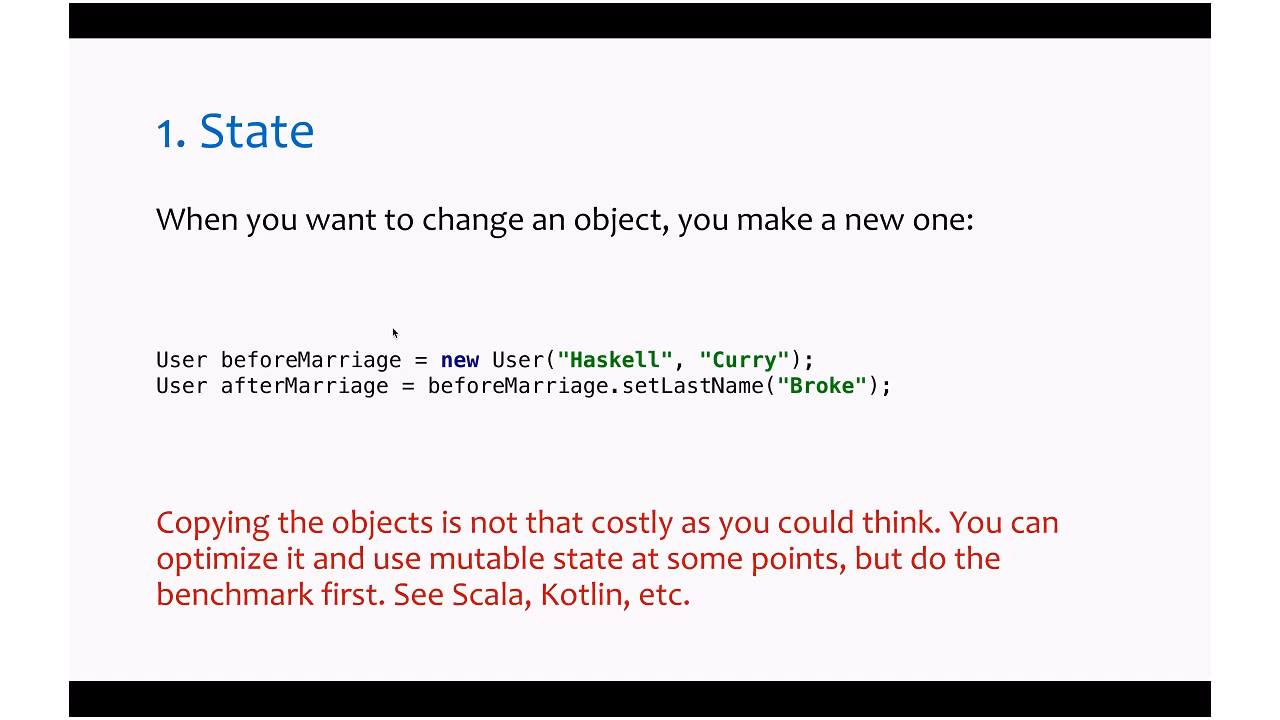 1. State
When you want to change an object, you make a new one:
User beforeMarriage = new User("Haskell", "Curry");
User afterMarriage = beforeMarriage.setLastName("Broke");
Copying the objects is not that costly as you could think. You can
optimize it and use mutable state at some points, but do the
benchmark first. See Scala, Kotlin, etc.